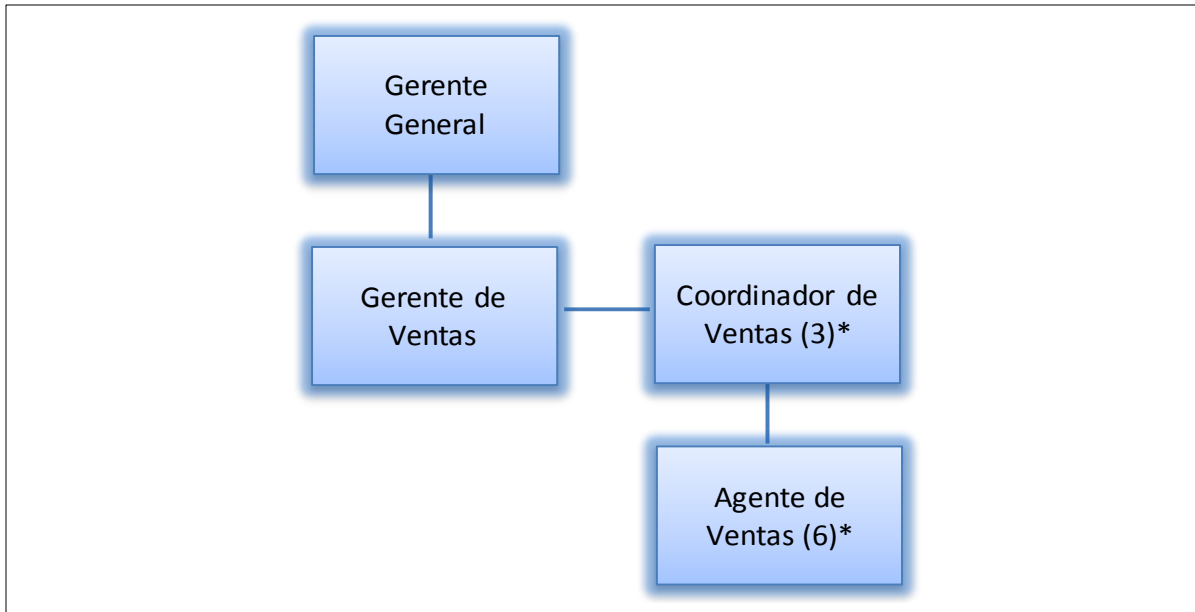 Gerente
General
Gerente de
Ventas
Coordinador de
Ventas (3)*
Agente de
Ventas (6)*